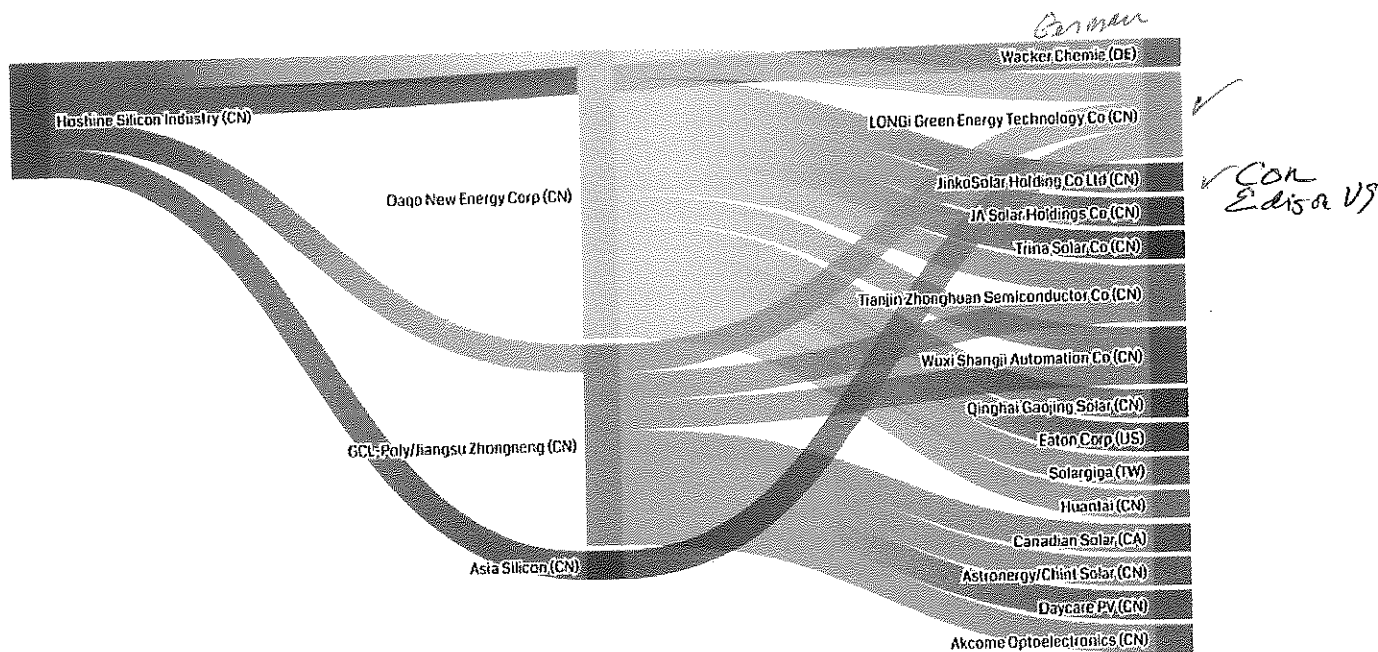 German
Wacker Chemie (DE)
Hoshine Silicon Industry (CN)
LONGi Green Energy Technology Co (CN)
JinkoSolar Holding Co Ltd (CN)
Con
Edison US
Daqo New Energy Corp (CN)
JA Solar Holdings Co (CN)
Trina Solar Co (CN)
Tianjin Zhonghuan Semiconductor Co (CN)
Wuxi Shangji Automation Co (CN)
Qinghai Gaojing Solar (CN)
Eaton Corp (US)
GCL-Poly/Jiangsu Zhongneng (CN)
Solargiga (TW)
Huantai (CN)
Canadian Solar (CA)
Asia Silicon (CN)
Astronergy/Chint Solar (CN)
Daycare PV (CN)
Akcome Optoelectronics (CN)